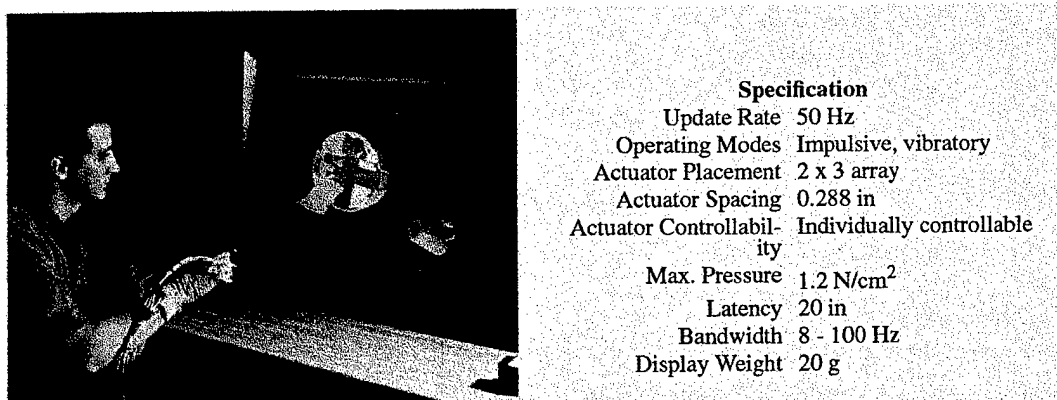 Specification
Update Rate 50 Hz
Operating Modes Impulsive, vibratory
Actuator Placement 2 x 3 array
Actuator Spacing 0.288 in
Actuator Controllabil- Individually controllable
ity
Max. Pressure 1.2 N/cm²
Latency 20 in
Bandwidth 8 - 100 Hz
Display Weight 20 g